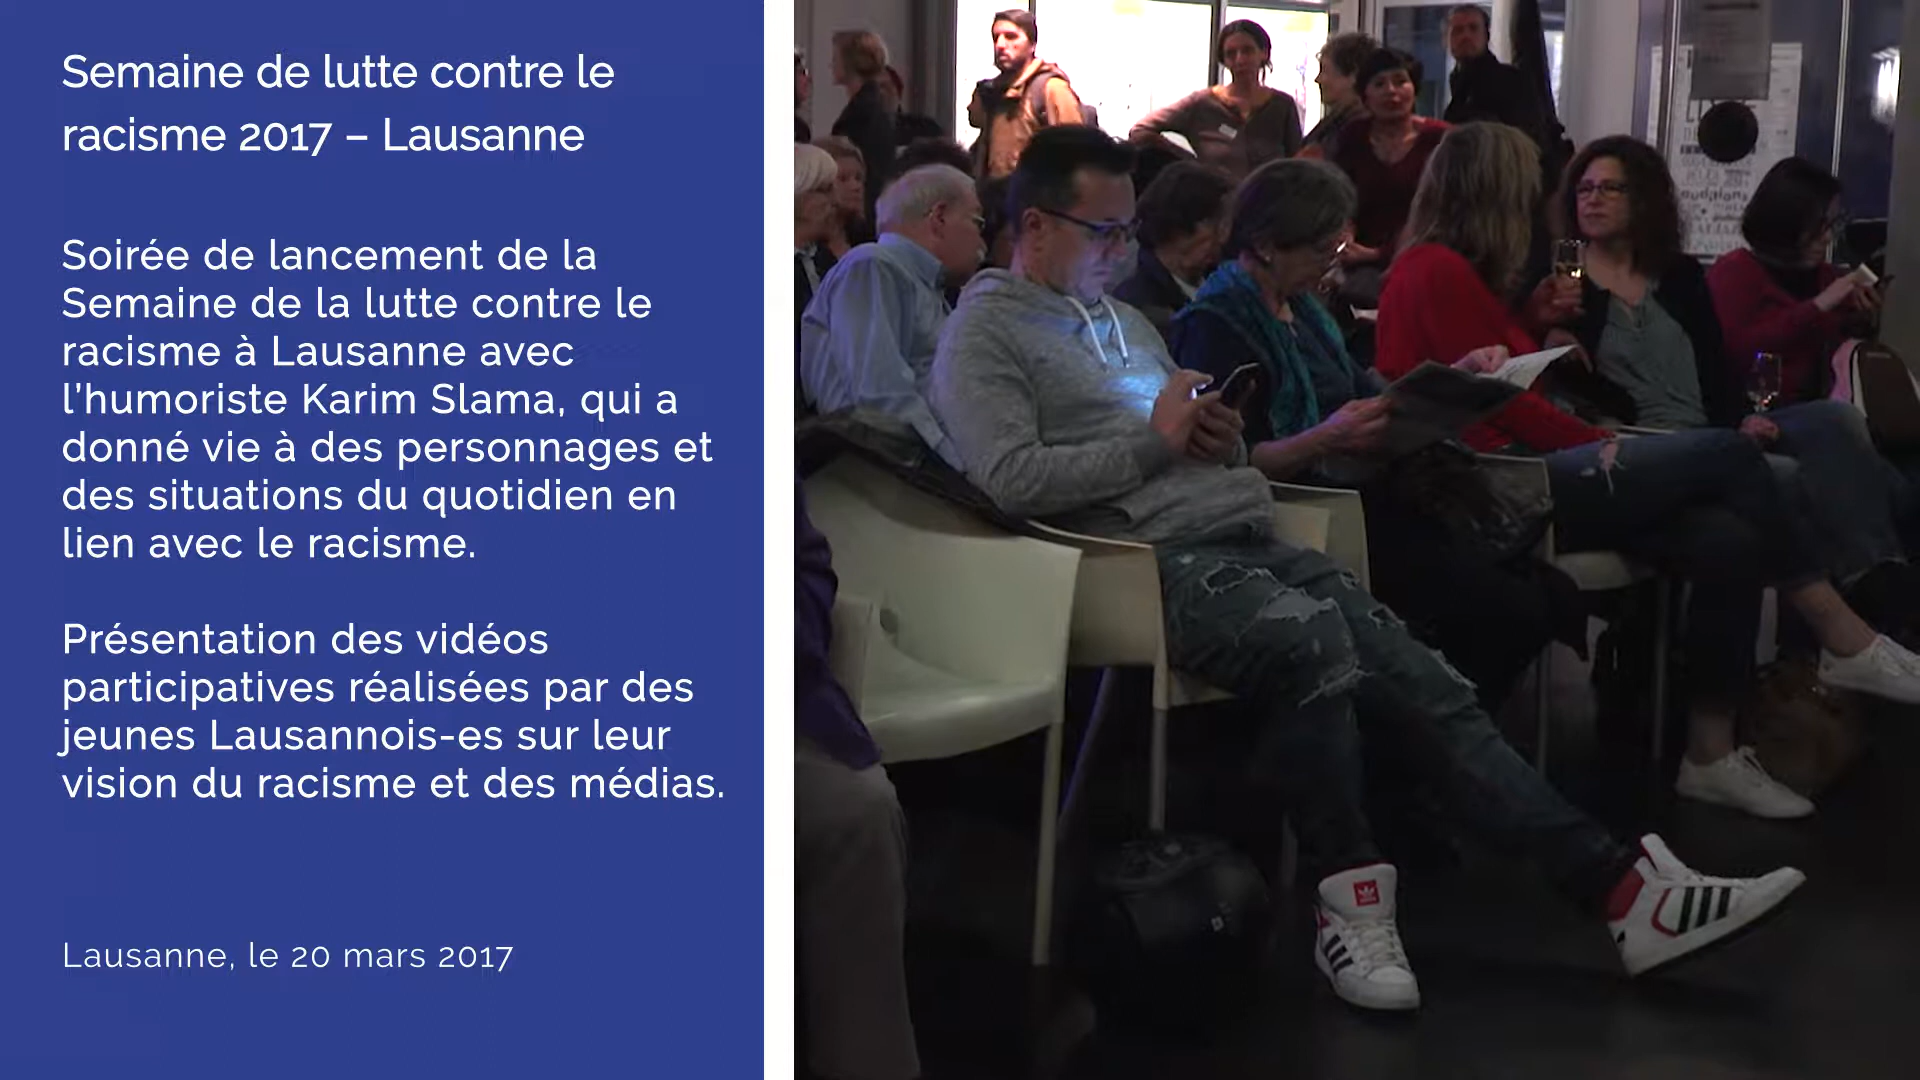 Semaine de lutte contre le
racisme 2017 – Lausanne
Soirée de lancement de la
Semaine de la lutte contre le
racisme à Lausanne avec
l’humoriste Karim Slama, qui a
donné vie à des personnages et
des situations du quotidien en
lien avec le racisme.
Présentation des vidéos
participatives réalisées par des
jeunes Lausannois-es sur leur
vision du racisme et des médias.
Lausanne, le 20 mars 2017